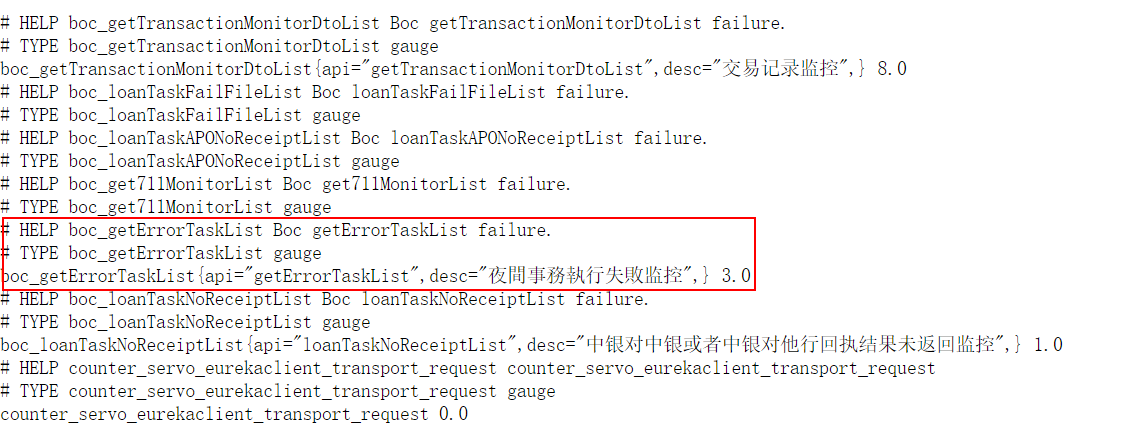 # HELP boc_getTransactionMonitorDtoList Boc getTransactionMonitorDtoList failure.
# TYPE boc_getTransactionMonitorDtoList gauge
boc_getTransactionMonitorDtoList{api="getTransactionMonitorDtoList",desc="交易记录监控",} 8.0
# HELP boc_loanTaskFailFileList Boc loanTaskFailFileList failure.
# TYPE boc_loanTaskFailFileList gauge
# HELP boc_loanTaskAPONoReceiptList Boc loanTaskAPONoReceiptList failure.
# TYPE boc_loanTaskAPONoReceiptList gauge
# HELP boc_get711MonitorList Boc get711MonitorList failure.
# TYPE boc_get711MonitorList gauge
# HELP boc_getErrorTaskList Boc getErrorTaskList failure.
# TYPE boc_getErrorTaskList gauge
boc_getErrorTaskList{api="getErrorTaskList",desc="夜間事務執行失敗监控",} 3.0
# HELP boc_loanTaskNoReceiptList Boc loanTaskNoReceiptList failure.
# TYPE boc_loanTaskNoReceiptList gauge
boc_loanTaskNoReceiptList{api="loanTaskNoReceiptList",desc="中银对中银或者中银对他行回执结果未返回监控",} 1.0
# HELP counter_servo_eurekaclient_transport_request counter_servo_eurekaclient_transport_request
# TYPE counter_servo_eurekaclient_transport_request gauge
counter_servo_eurekaclient_transport_request 0.0